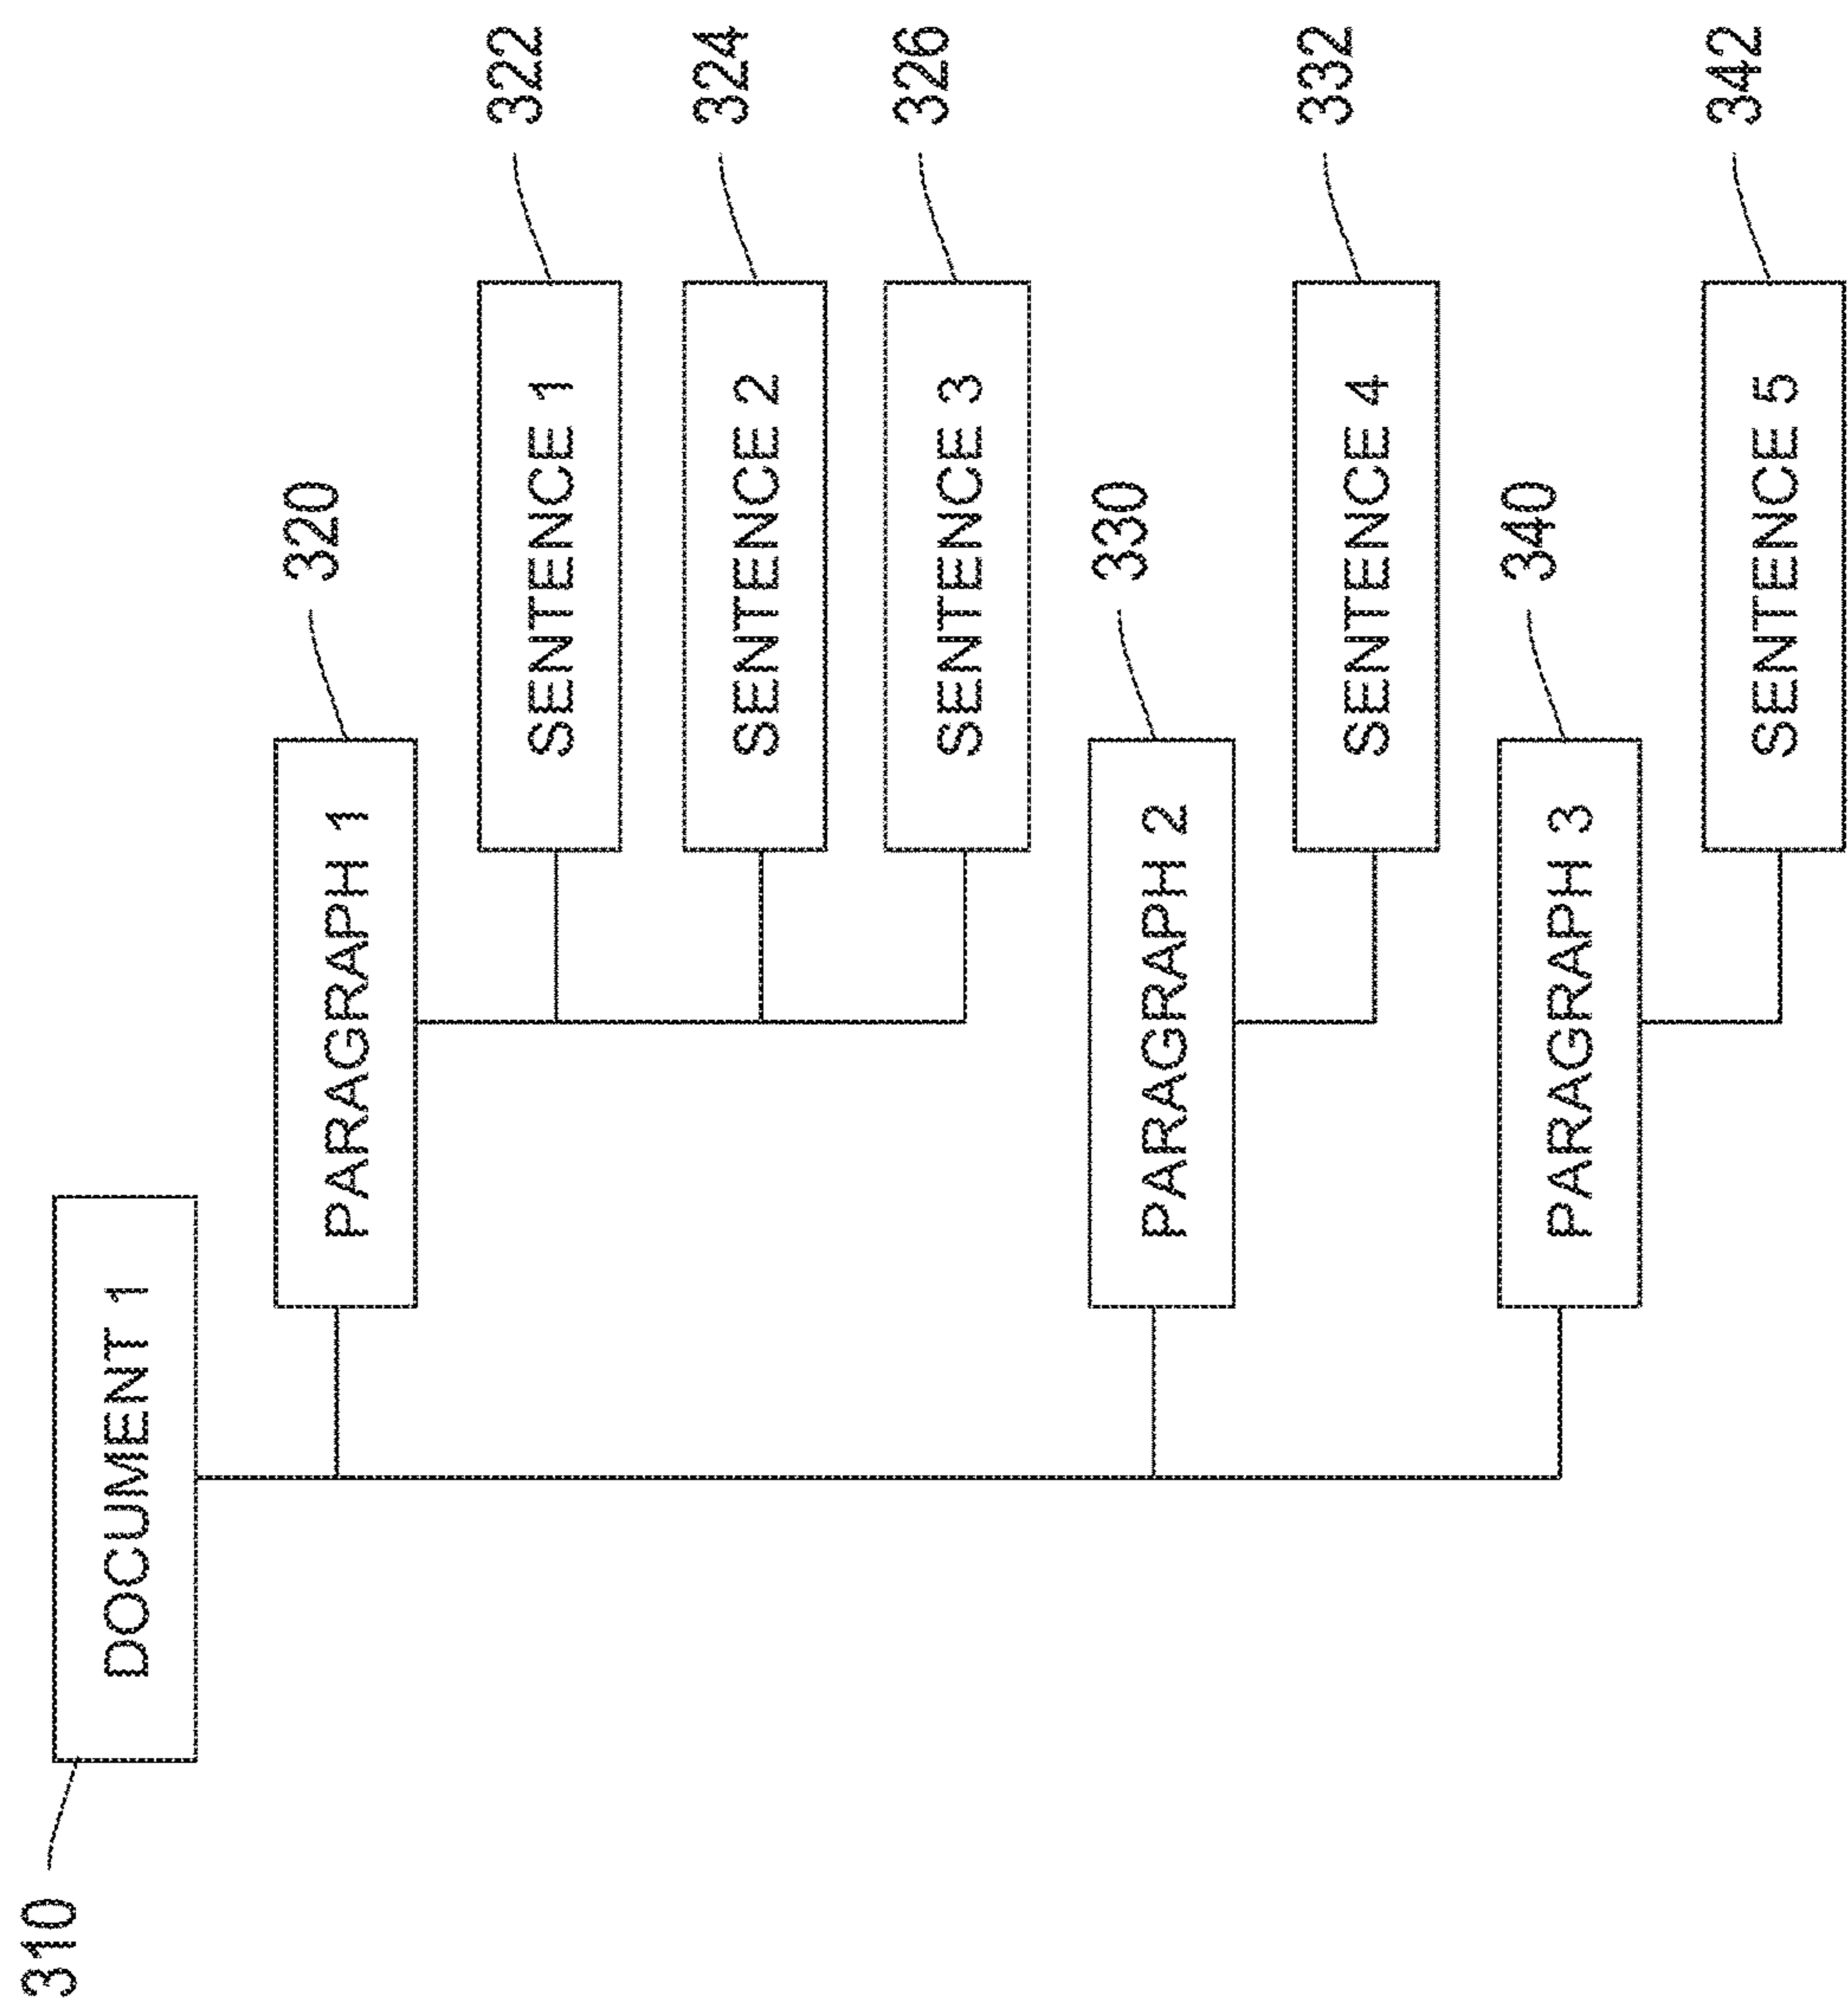 310
DOCUMENT 1
320
PARAGRAPH 1
322
SENTENCE 1
324
SENTENCE 2
326
SENTENCE 3
330
PARAGRAPH 2
332
SENTENCE 4
340
PARAGRAPH 3
342
SENTENCE 5